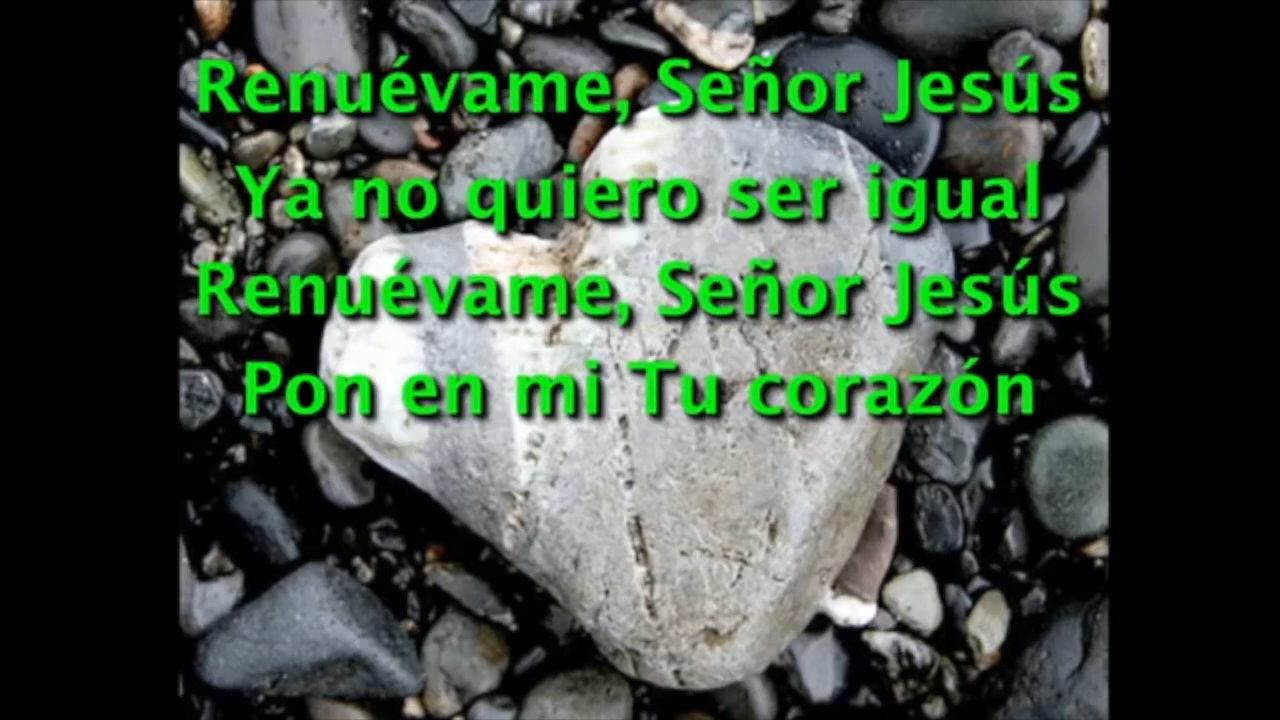 Renuévame, Señor Jesús
Ya no quiero ser igual
Renuévame, Señor Jesús
Pon en mi Tu corazón